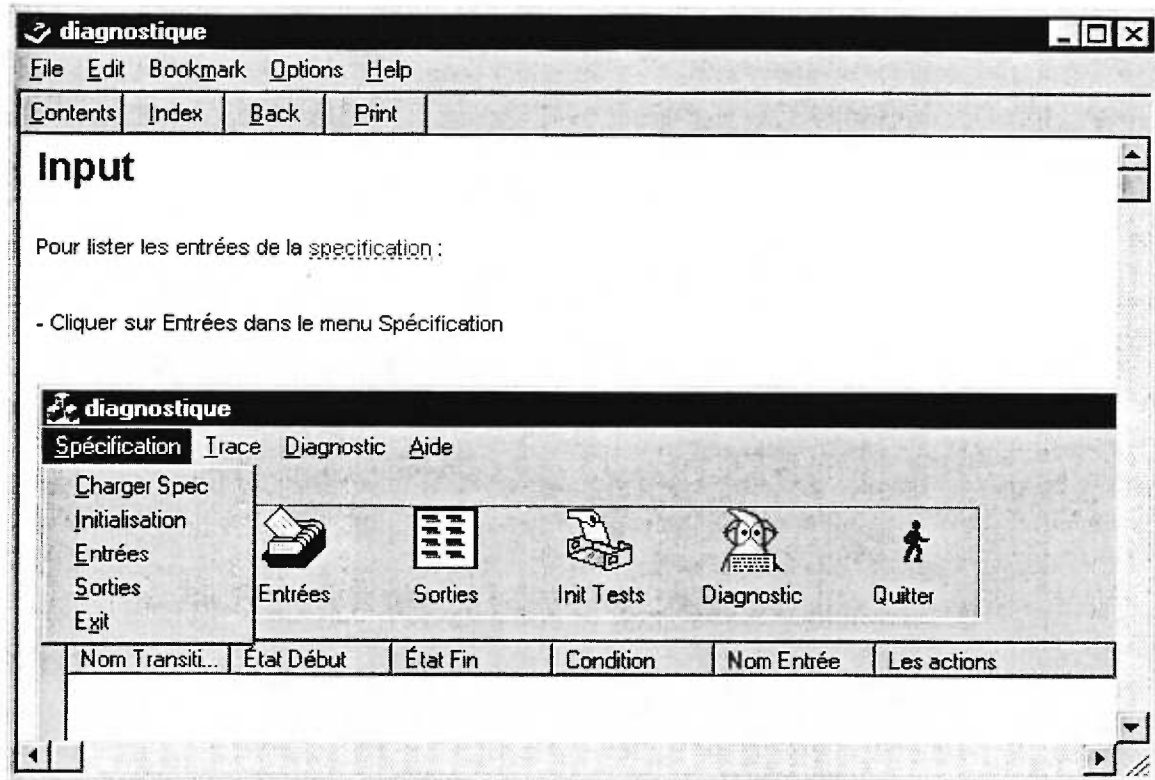 diagnostique
File Edit Bookmark Options Help
Contents Index Back Print
Input
Pour lister les entrées de la specification :
- Cliquer sur Entrées dans le menu Spécification
diagnostique
Spécification Trace Diagnostic Aide
Charger Spec
Initialisation
Entrées
Sorties
Exit
Entrées Sorties Init Tests Diagnostic Quitter
Nom Transiti... État Début État Fin Condition Nom Entrée Les actions